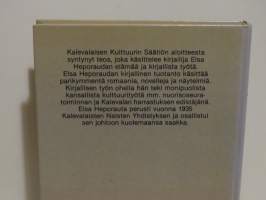 Kalevalaisen Kulttuurin Säätiön aloitteesta
syntynyt teos, joka käsittelee kirjailija Elsa
Heporaudan elämää ja kirjallista työtä.
Elsa Heporaudan kirjallinen tuotanto käsittää
parikymmentä romaania, novelleja ja näytelmiä.
Kirjallisen työn ohella hän teki monipuolista
kansallista kulttuurityötä mm. nuorisoseura-
toiminnan ja Kalevalan harrastuksen edistäjänä.
Elsa Heporauta perusti vuonna 1935
Kalevalaisten Naisten Yhdistyksen ja osallistui
sen johtoon kuolemaansa saakka.